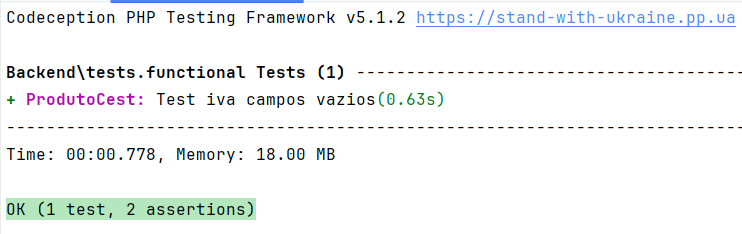 Codeception PHP Testing Framework v5.1.2 https://stand-with-ukraine.pp.ua
Backend\tests.functional Tests (1) ---------------------------------------
+ ProdutoCest: Test iva campos vazios(0.63s)
--------------------------------------------------------------------------
Time: 00:00.778, Memory: 18.00 MB
OK (1 test, 2 assertions)